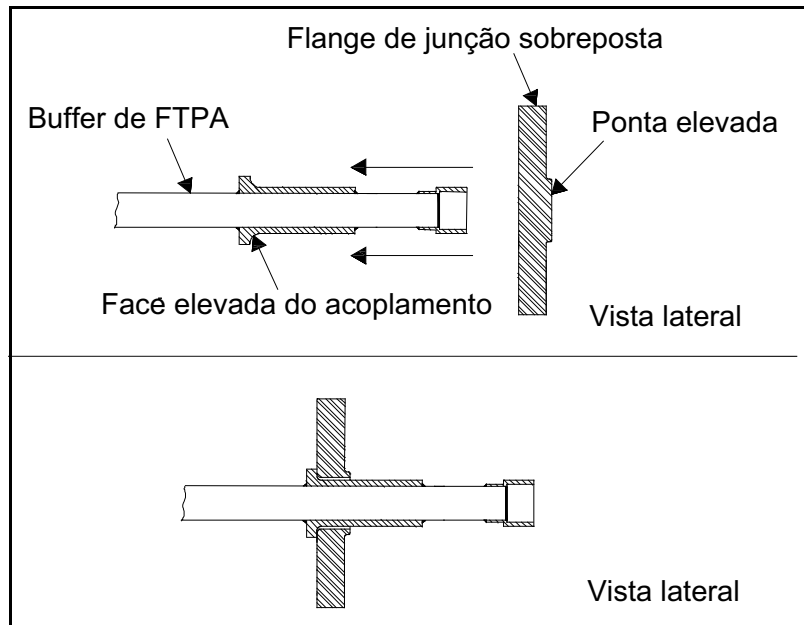 Flange de junção sobreposta
Buffer de FTPA
Ponta elevada
Face elevada do acoplamento
Vista lateral
Vista lateral